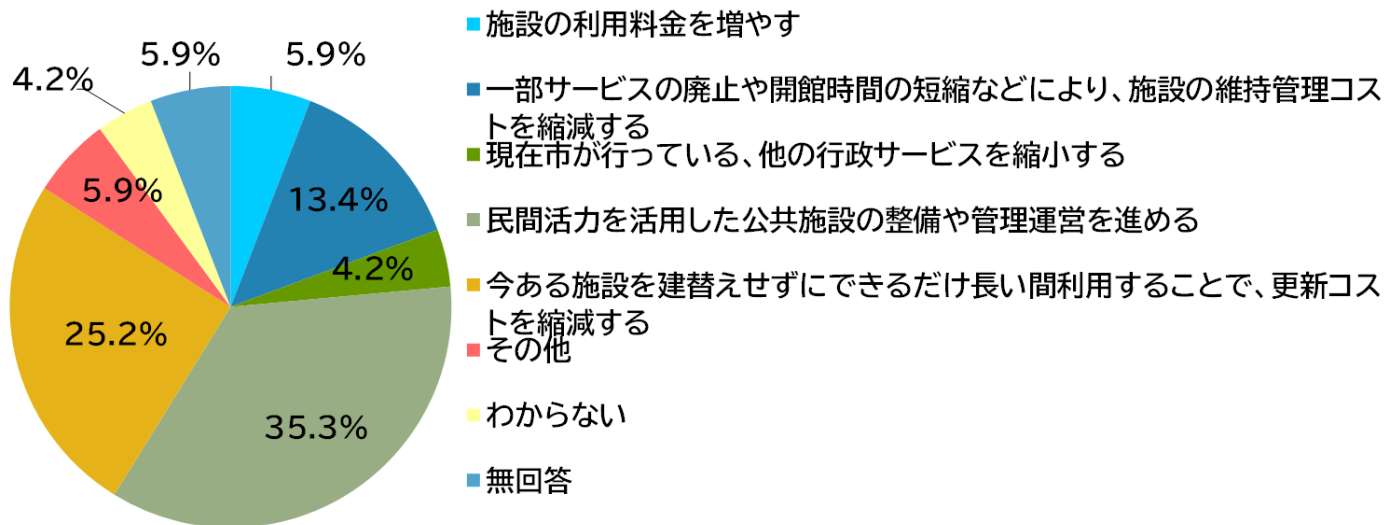 5.9%
5.9%
4.2%
13.4%
5.9%
4.2%
25.2%
35.3%
施設の利用料金を増やす
一部サービスの廃止や開館時間の短縮などにより、施設の維持管理コス
トを縮減する
現在市が行っている、他の行政サービスを縮小する
民間活力を活用した公共施設の整備や管理運営を進める
今ある施設を建替えせずにできるだけ長い間利用することで、更新コス
トを縮減する
その他
わからない
無回答